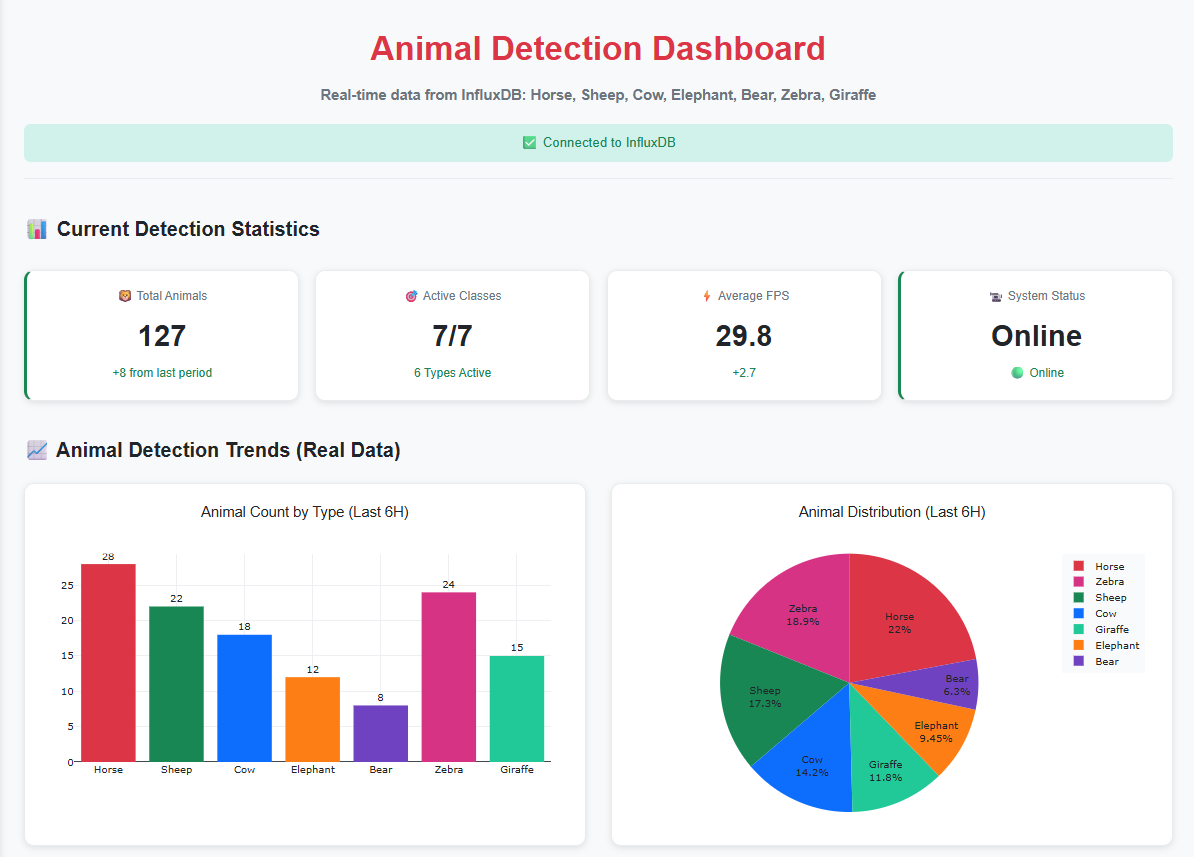 Animal Detection Dashboard
Real-time data from InfluxDB: Horse, Sheep, Cow, Elephant, Bear, Zebra, Giraffe
✅ Connected to InfluxDB
📊 Current Detection Statistics
🦁 Total Animals
127
+8 from last period
🎯 Active Classes
7/7
6 Types Active
⚡ Average FPS
29.8
+2.7
System Status
Online
🟢 Online
📈 Animal Detection Trends (Real Data)
Animal Count by Type (Last 6H)
28
22
18
12
8
24
15
25
20
15
10
5
0
Horse
Sheep
Cow
Elephant
Bear
Zebra
Giraffe
Animal Distribution (Last 6H)
Horse
22%
Bear
6.3%
Elephant
9.45%
Giraffe
11.8%
Cow
14.2%
Sheep
17.3%
Zebra
18.9%
Horse
Zebra
Sheep
Cow
Giraffe
Elephant
Bear